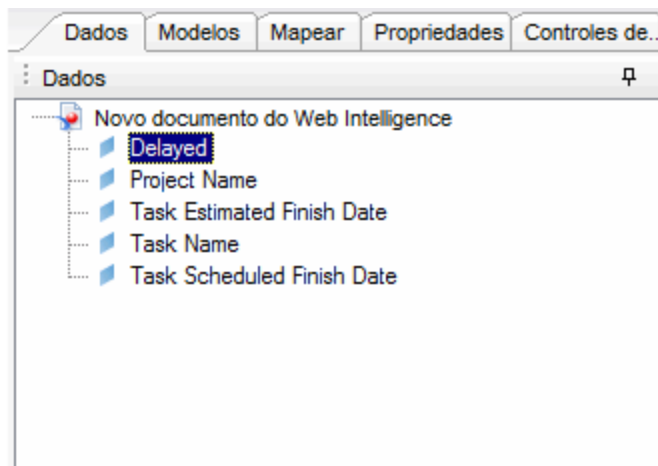 Dados Modelos Mapear Propriedades Controles de...
Dados
Novo documento do Web Intelligence
Delayed
Project Name
Task Estimated Finish Date
Task Name
Task Scheduled Finish Date